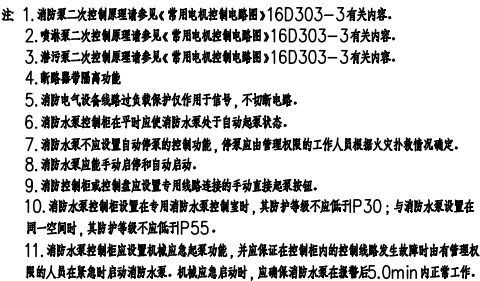 注 1.消防泵二次控制原理请参见《常用电机控制电路图》16D303-3有关内容.
2.喷淋泵二次控制原理请参见《常用电机控制电路图》16D303-3有关内容.
3.潜污泵二次控制原理请参见《常用电机控制电路图》16D303-3有关内容.
4.断路器带隔离功能
5.消防电气设备线路过负载保护仅作用于信号,不切断电路.
6.消防水泵控制柜在平时应使消防水泵处于自动起泵状态.
7.消防水泵不应设置自动停泵的控制功能,停泵应由管理权限的工作人员根据火灾扑救情况确定.
8.消防水泵应能手动启停和自动启动.
9.消防控制柜或控制盘应设置专用线路连接的手动直接起泵按钮.
10.消防水泵控制柜设置在专用消防水泵控制室时,其防护等级不应低于IP30;与消防水泵设置在
同一空间时,其防护等级不应低于IP55.
11.消防水泵控制柜应设置机械应急起泵功能,并应保证在控制柜内的控制线路发生故障时由有管理权
限的人员在紧急时启动消防水泵.机械应急启动时,应确保消防水泵在报警后5.0min内正常工作.